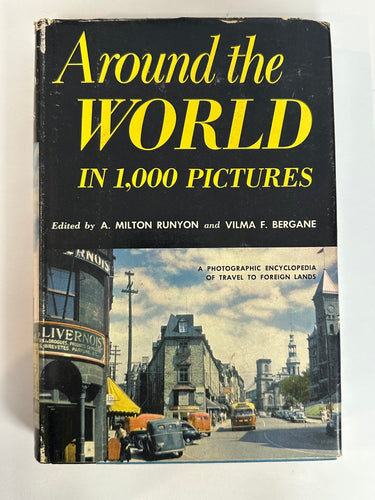 Around the
WORLD
IN 1,000 PICTURES
Edited by A. MILTON RUNYON and VILMA F. BERGANE
A PHOTOGRAPHIC ENCYCLOPEDIA
OF TRAVEL TO FOREIGN LANDS
VERNOIS
LIVERNOIS